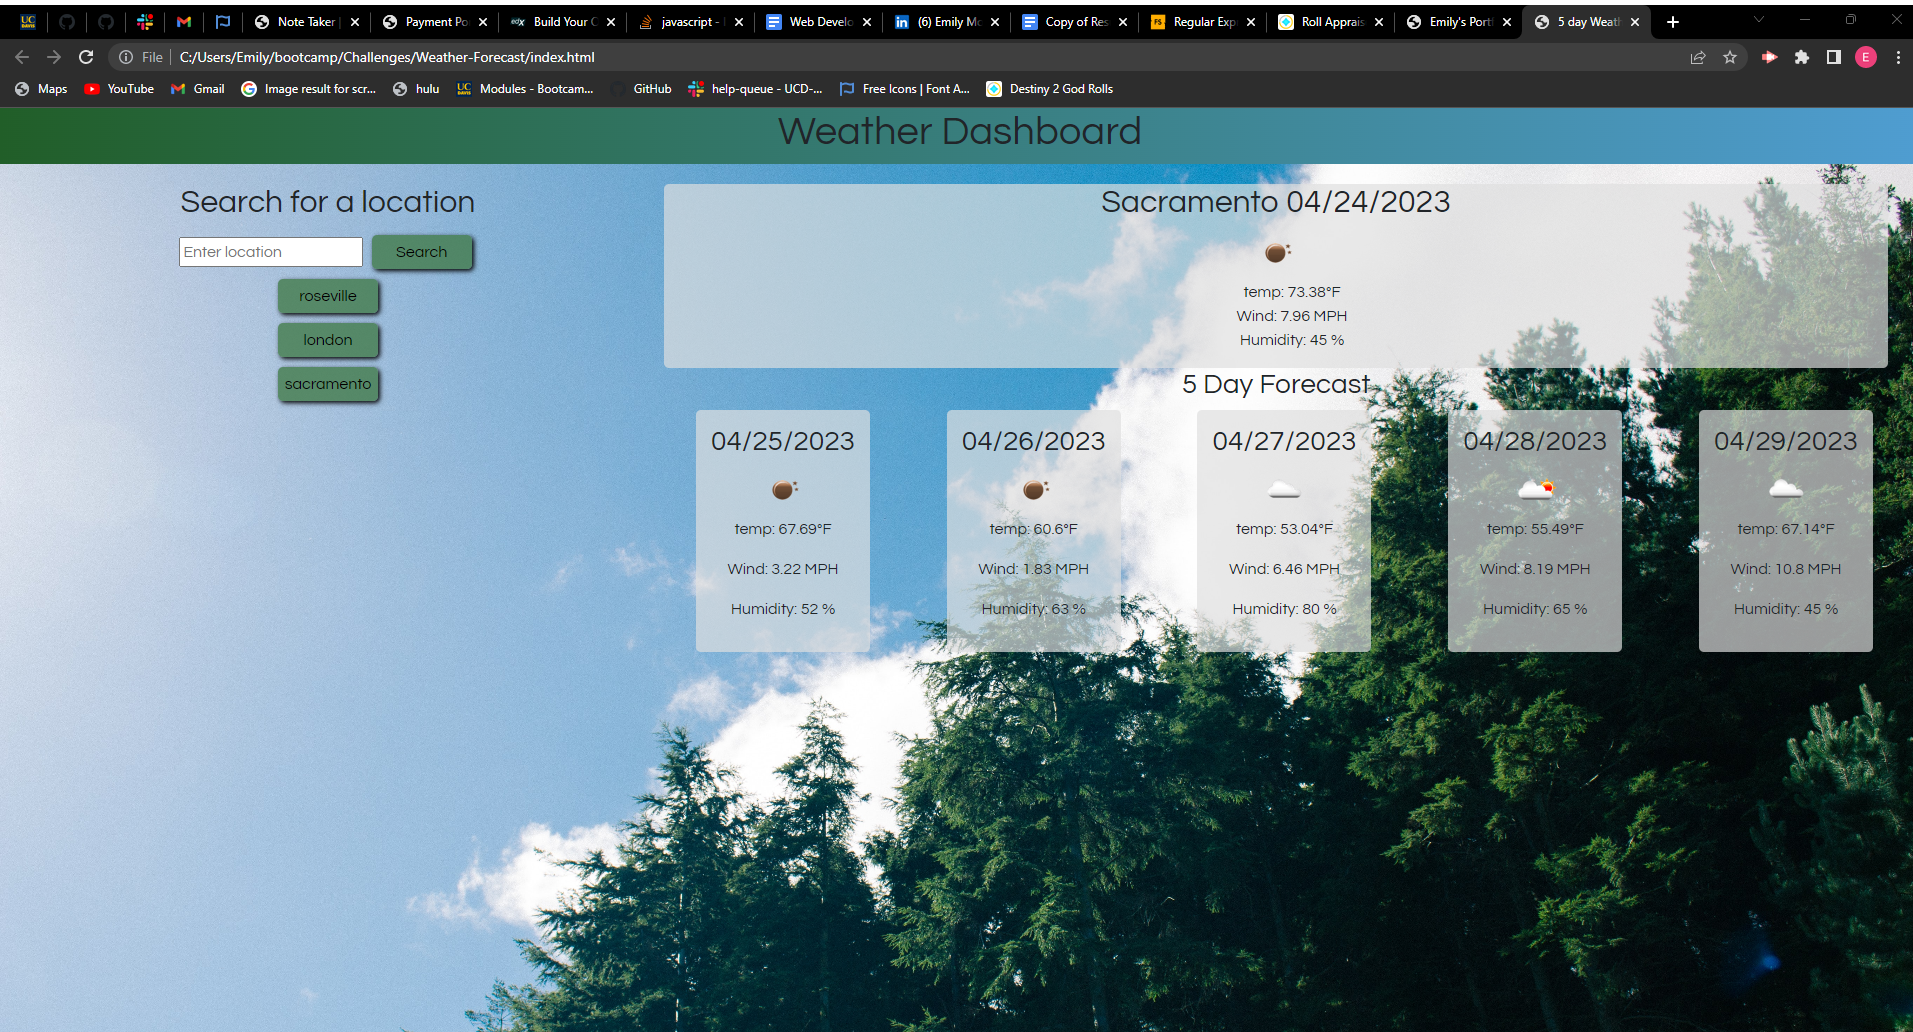 UC DAVIS Note Taker Payment Po edX Build Your C javascript - Web Develo (6) Emily Mc Copy of Res FS Regular Exp Roll Apprais Emily's Port 5 day Weath
File C:/Users/Emily/bootcamp/Challenges/Weather-Forecast/index.html E
Maps YouTube Gmail Image result for scr... hulu UC DAVIS Modules - Bootcam... GitHub help-queue - UCD-... Free Icons | Font A... Destiny 2 God Rolls
Weather Dashboard
Search for a location
Enter location Search
roseville
london
sacramento
Sacramento 04/24/2023
temp: 73.38°F
Wind: 7.96 MPH
Humidity: 45 %
5 Day Forecast
04/25/2023
temp: 67.69°F
Wind: 3.22 MPH
Humidity: 52 %
04/26/2023
temp: 60.6°F
Wind: 1.83 MPH
Humidity: 63 %
04/27/2023
temp: 53.04°F
Wind: 6.46 MPH
Humidity: 80 %
04/28/2023
temp: 55.49°F
Wind: 8.19 MPH
Humidity: 65 %
04/29/2023
temp: 67.14°F
Wind: 10.8 MPH
Humidity: 45 %